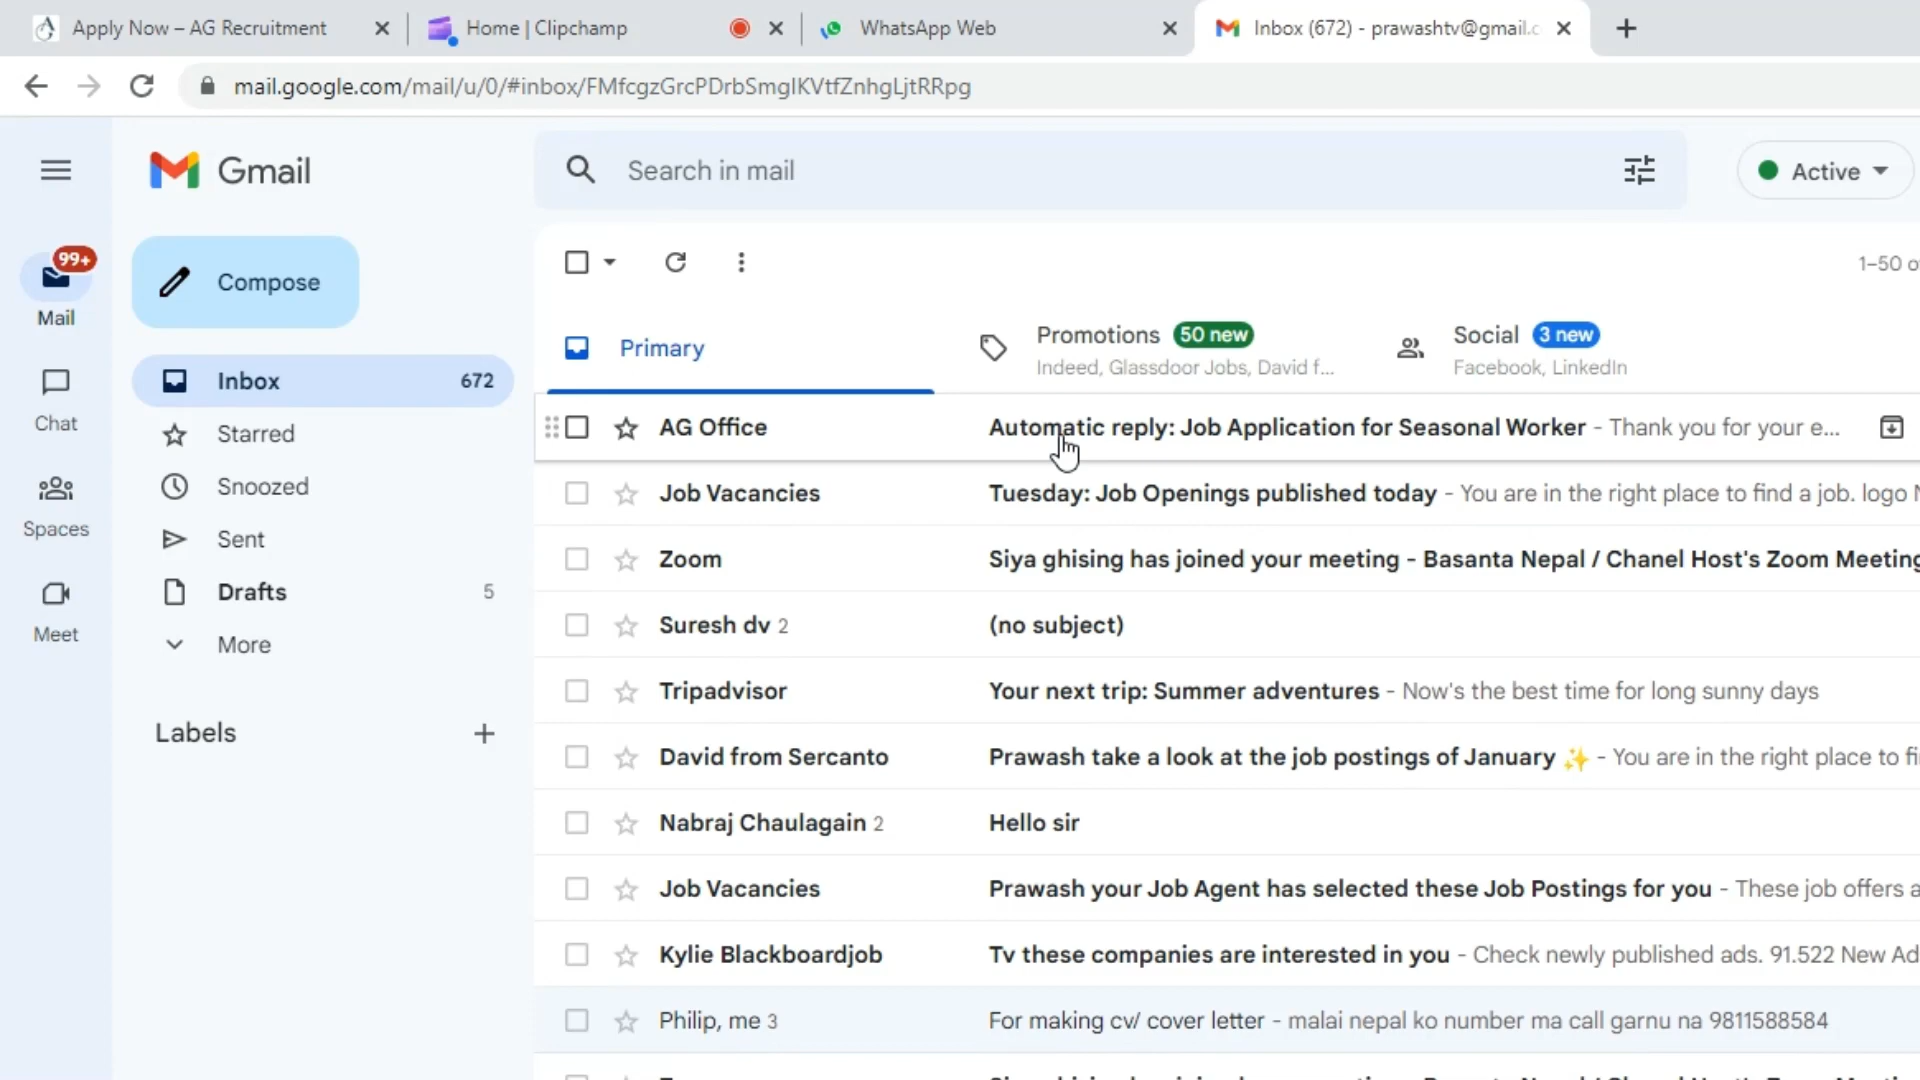 Apply Now – AG Recruitment
Home | Clipchamp
WhatsApp Web
Inbox (672) - prawashtv@gmail.c
mail.google.com/mail/u/0/#inbox/FMfcgzGrcPDrbSmglKVtfZnhgLjtRRpg
Gmail
Search in mail
Active
99+
Mail
Chat
Spaces
Meet
Compose
Inbox 672
Starred
Snoozed
Sent
Drafts 5
More
Labels
1–50 o
Primary
Promotions 50 new
Indeed, Glassdoor Jobs, David f...
Social 3 new
Facebook, LinkedIn
AG Office Automatic reply: Job Application for Seasonal Worker - Thank you for your e...
Job Vacancies Tuesday: Job Openings published today - You are in the right place to find a job. logo
Zoom Siya ghising has joined your meeting - Basanta Nepal / Chanel Host's Zoom Meeting
Suresh dv 2 (no subject)
Tripadvisor Your next trip: Summer adventures - Now's the best time for long sunny days
David from Sercanto Prawash take a look at the job postings of January ✨ - You are in the right place to fi
Nabraj Chaulagain 2 Hello sir
Job Vacancies Prawash your Job Agent has selected these Job Postings for you - These job offers a
Kylie Blackboardjob Tv these companies are interested in you - Check newly published ads. 91.522 New Ad
Philip, me 3 For making cv/ cover letter - malai nepal ko number ma call garnu na 9811588584